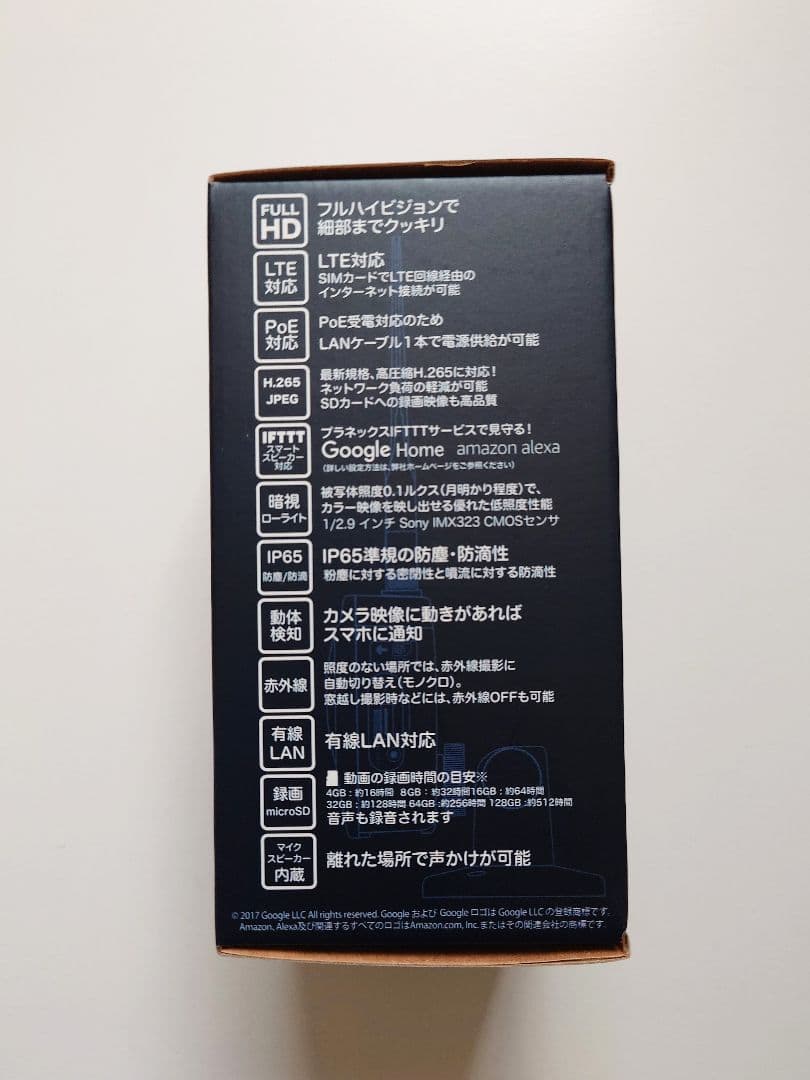 FULL
HD
フルハイビジョンで
細部までクッキリ
LTE
対応
LTE対応
SIMカードでLTE回線経由の
インターネット接続が可能
PoE
対応
PoE受電対応のため
LANケーブル1本で電源供給が可能
H.265
JPEG
最新規格、高圧縮H.265に対応!
ネットワーク負荷の軽減が可能
SDカードへの録画映像も高品質
IFTTT
スマート
スピーカー
対応
プラネックスIFTTTサービスで見守る!
Google Home amazon alexa
(詳しい設定方法は、弊社ホームページをご参照ください)
暗視
ローライト
被写体照度0.1ルクス(月明かり程度)で、
カラー映像を映し出せる優れた低照度性能
1/2.9 インチ Sony IMX323 CMOSセンサ
IP65
防塵/防滴
IP65準規の防塵・防滴性
粉塵に対する密閉性と噴流に対する防滴性
動体
検知
カメラ映像に動きがあれば
スマホに通知
赤外線
照度のない場所では、赤外線撮影に
自動切り替え(モノクロ)。
窓越し撮影時などには、赤外線OFFも可能
有線
LAN
有線LAN対応
録画
microSD
動画の録画時間の目安※
4GB:約16時間 8GB:約32時間16GB:約64時間
32GB:約128時間 64GB:約256時間 128GB:約512時間
音声も録音されます
マイク
スピーカー
内蔵
離れた場所で声かけが可能
© 2017 Google LLC All rights reserved. Google および Google ロゴは Google LLC の登録商標です。
Amazon、Alexa及び関連するすべてのロゴはAmazon.com, Inc.またはその関連会社の商標です。